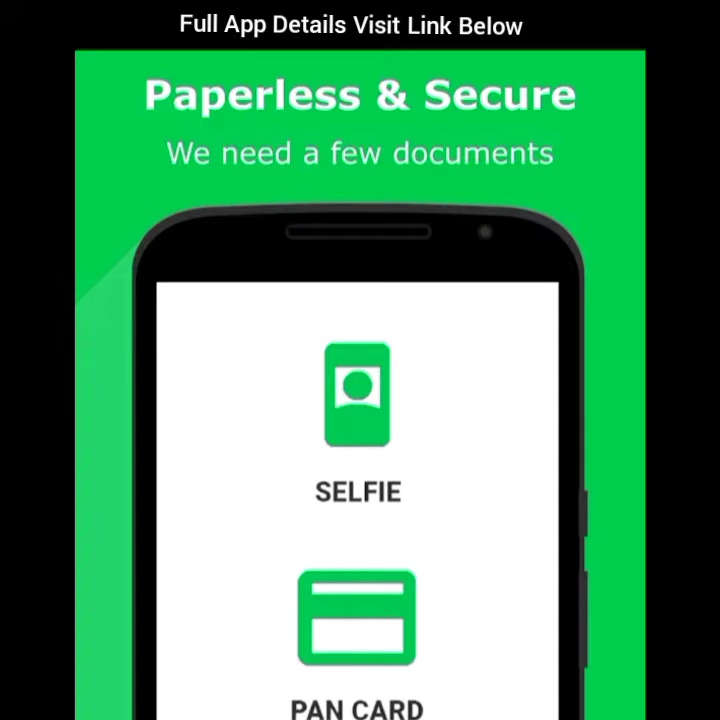 Full App Details Visit Link Below
Paperless & Secure
We need a few documents
SELFIE
PAN CARD